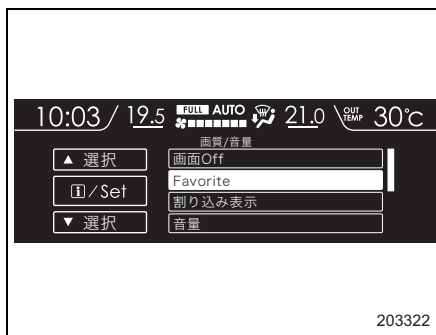 10:03 / 19.5 FULL AUTO 21.0 OUT TEMP 30℃
画質/音量
▲ 選択
画面Off
Favorite
i/Set
割り込み表示
▼ 選択
音量
203322